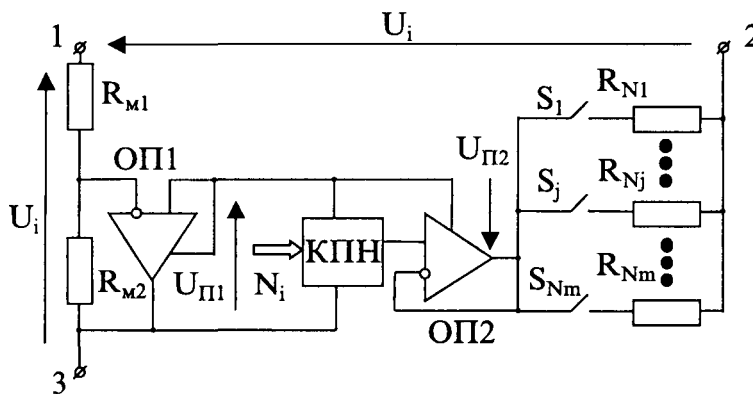 U_i
1
2
R_м1
R_N1
S_1
ОП1
U_П2
R_Nj
S_j
U_i
КПН
R_м2
U_П1
N_i
R_Nm
S_Nm
ОП2
3